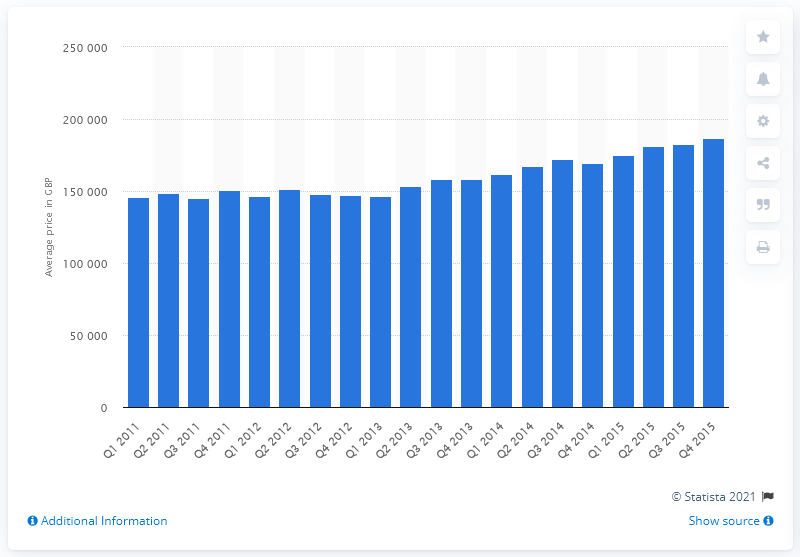 250 000
200 000
150 000
100 000
50 000
0
Average price in GBP
Q1 2011
Q2 2011
Q3 2011
Q4 2011
Q1 2012
Q2 2012
Q3 2012
Q4 2012
Q1 2013
Q2 2013
Q3 2013
Q4 2013
Q1 2014
Q2 2014
Q3 2014
Q4 2014
Q1 2015
Q2 2015
Q3 2015
Q4 2015
© Statista 2021
Additional Information
Show source